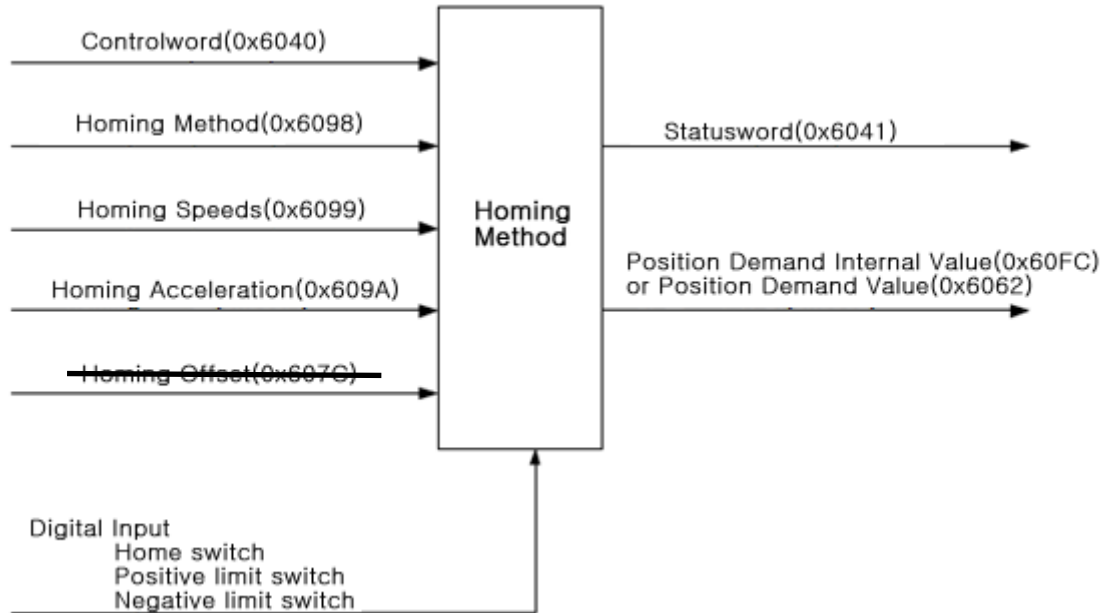 Controlword(0x6040)
Homing Method(0x6098)
Homing Speeds(0x6099)
Homing Acceleration(0x609A)
Homing Offset(0x607C)
Homing
Method
Statusword(0x6041)
Position Demand Internal Value(0x60FC)
or Position Demand Value(0x6062)
Digital Input
Home switch
Positive limit switch
Negative limit switch